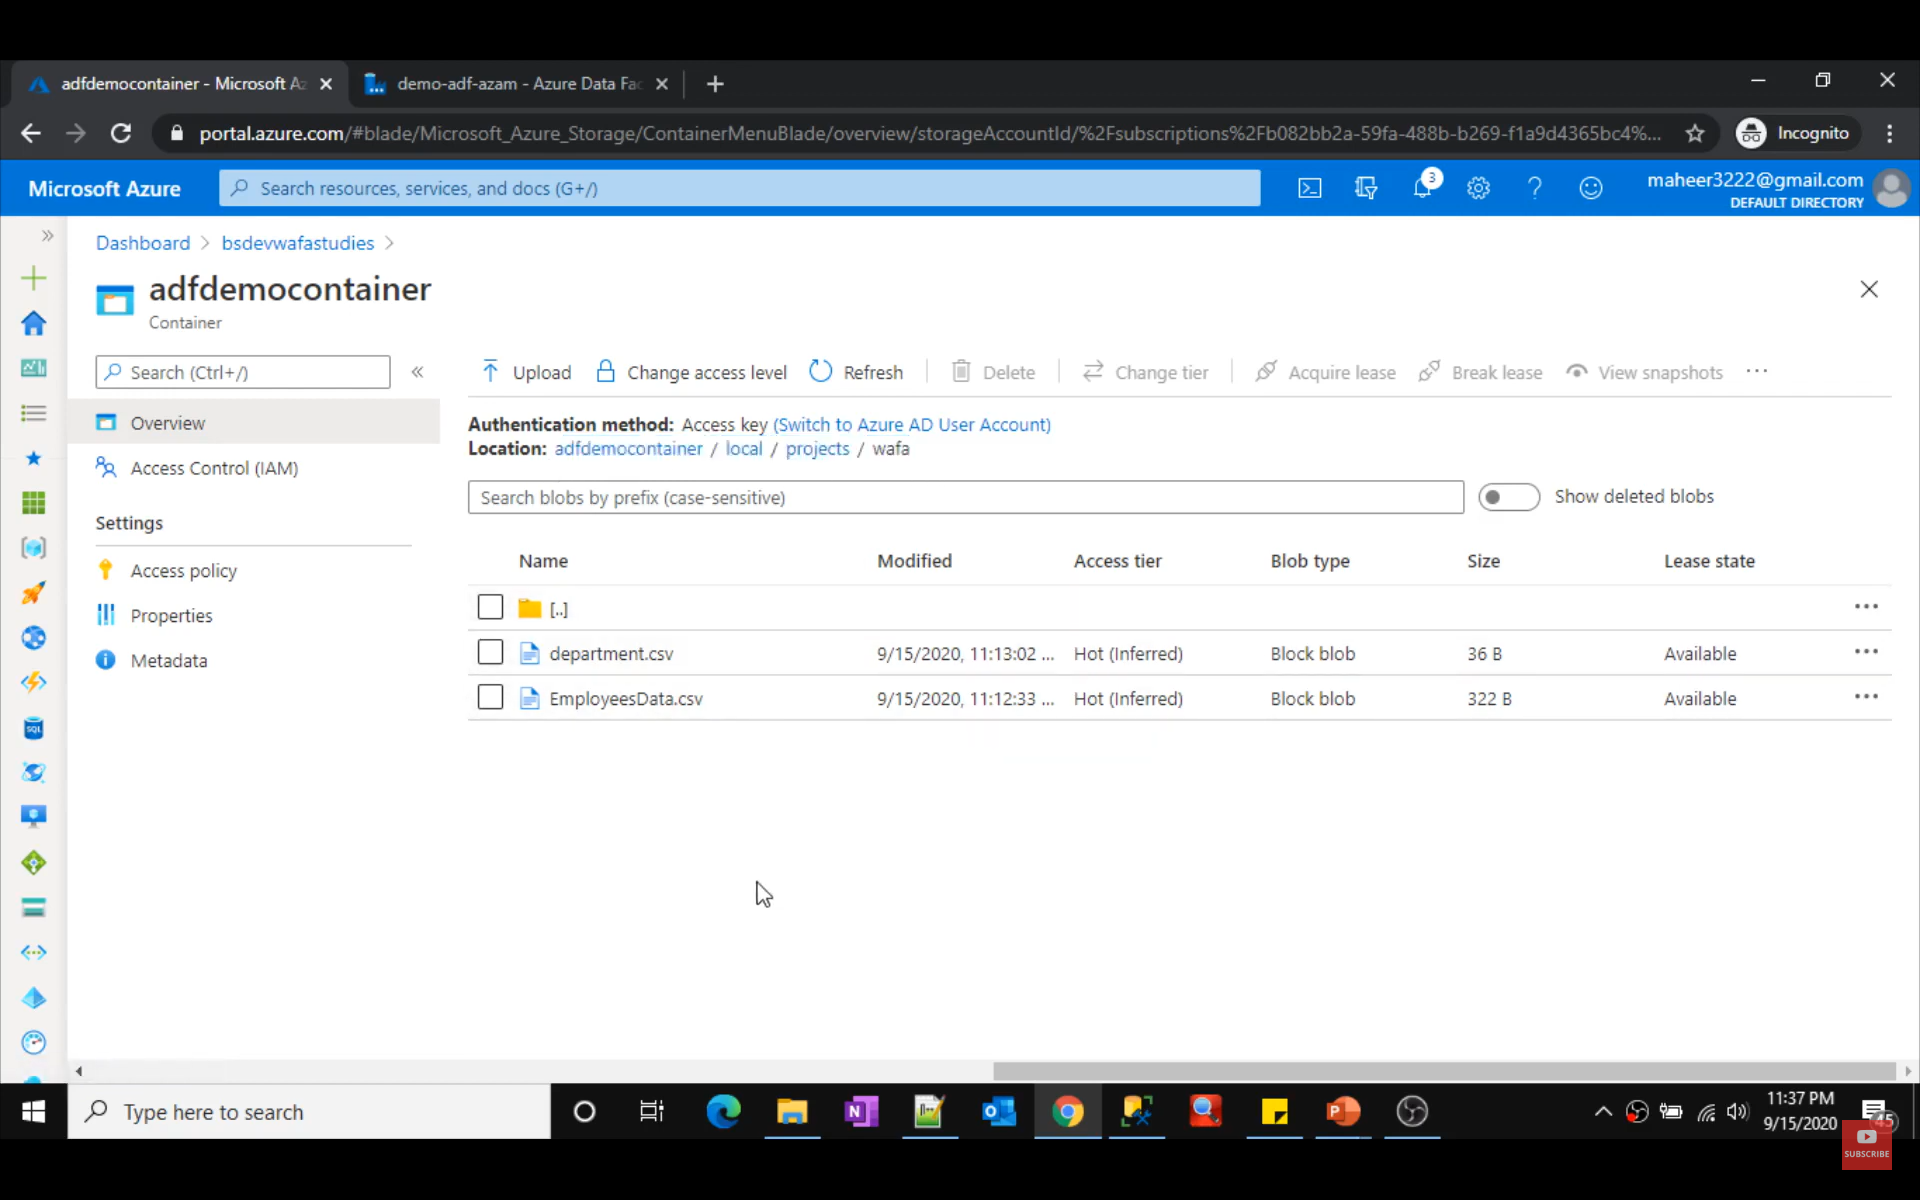 adfdemocontainer - Microsoft Az
demo-adf-azam - Azure Data Fac
portal.azure.com/#blade/Microsoft_Azure_Storage/ContainerMenuBlade/overview/storageAccountId/%2Fsubscriptions%2Fb082bb2a-59fa-488b-b269-f1a9d4365bc4%...
Incognito
Microsoft Azure
Search resources, services, and docs (G+/)
3
maheer3222@gmail.com
DEFAULT DIRECTORY
Dashboard > bsdevwafastudies >
adfdemocontainer
Container
Search (Ctrl+/)
Upload Change access level Refresh Delete Change tier Acquire lease Break lease View snapshots ...
Overview
Access Control (IAM)
Settings
Access policy
Properties
Metadata
Authentication method: Access key (Switch to Azure AD User Account)
Location: adfdemocontainer / local / projects / wafa
Search blobs by prefix (case-sensitive)
Show deleted blobs
Name Modified Access tier Blob type Size Lease state
[..]
department.csv 9/15/2020, 11:13:02 ... Hot (Inferred) Block blob 36 B Available
EmployeesData.csv 9/15/2020, 11:12:33 ... Hot (Inferred) Block blob 322 B Available
Type here to search
11:37 PM
9/15/2020
45
SUBSCRIBE